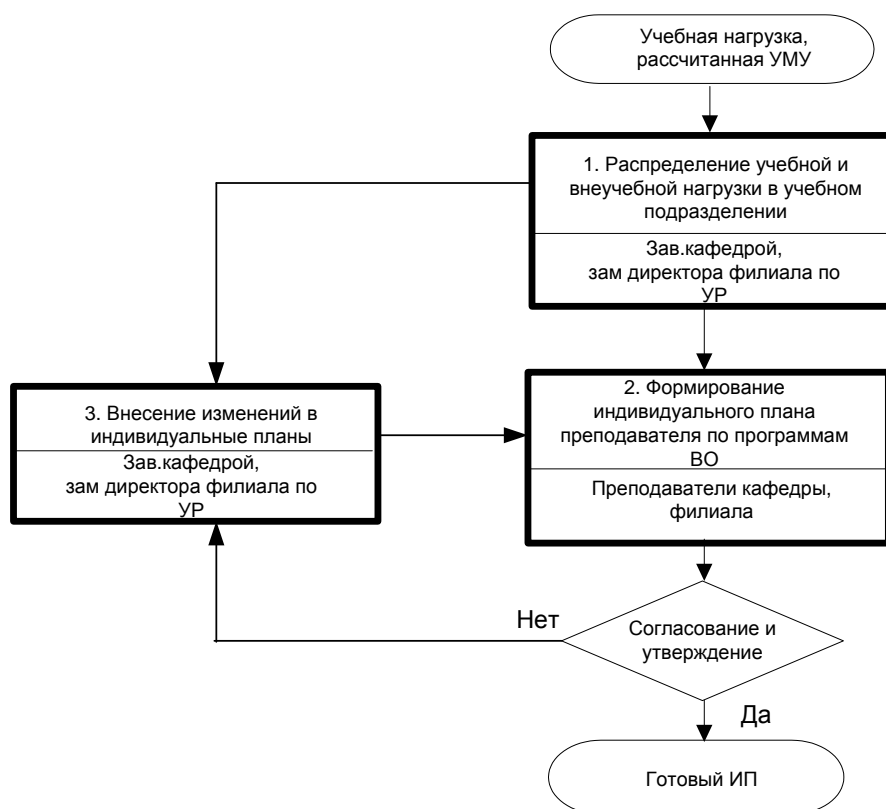 Учебная нагрузка,
рассчитанная УМУ
1. Распределение учебной и
внеучебной нагрузки в учебном
подразделении
Зав.кафедрой,
зам директора филиала по
УР
2. Формирование
индивидуального плана
преподавателя по программам
ВО
Преподаватели кафедры,
филиала
3. Внесение изменений в
индивидуальные планы
Зав.кафедрой,
зам директора филиала по
УР
Нет
Согласование и
утверждение
Да
Готовый ИП